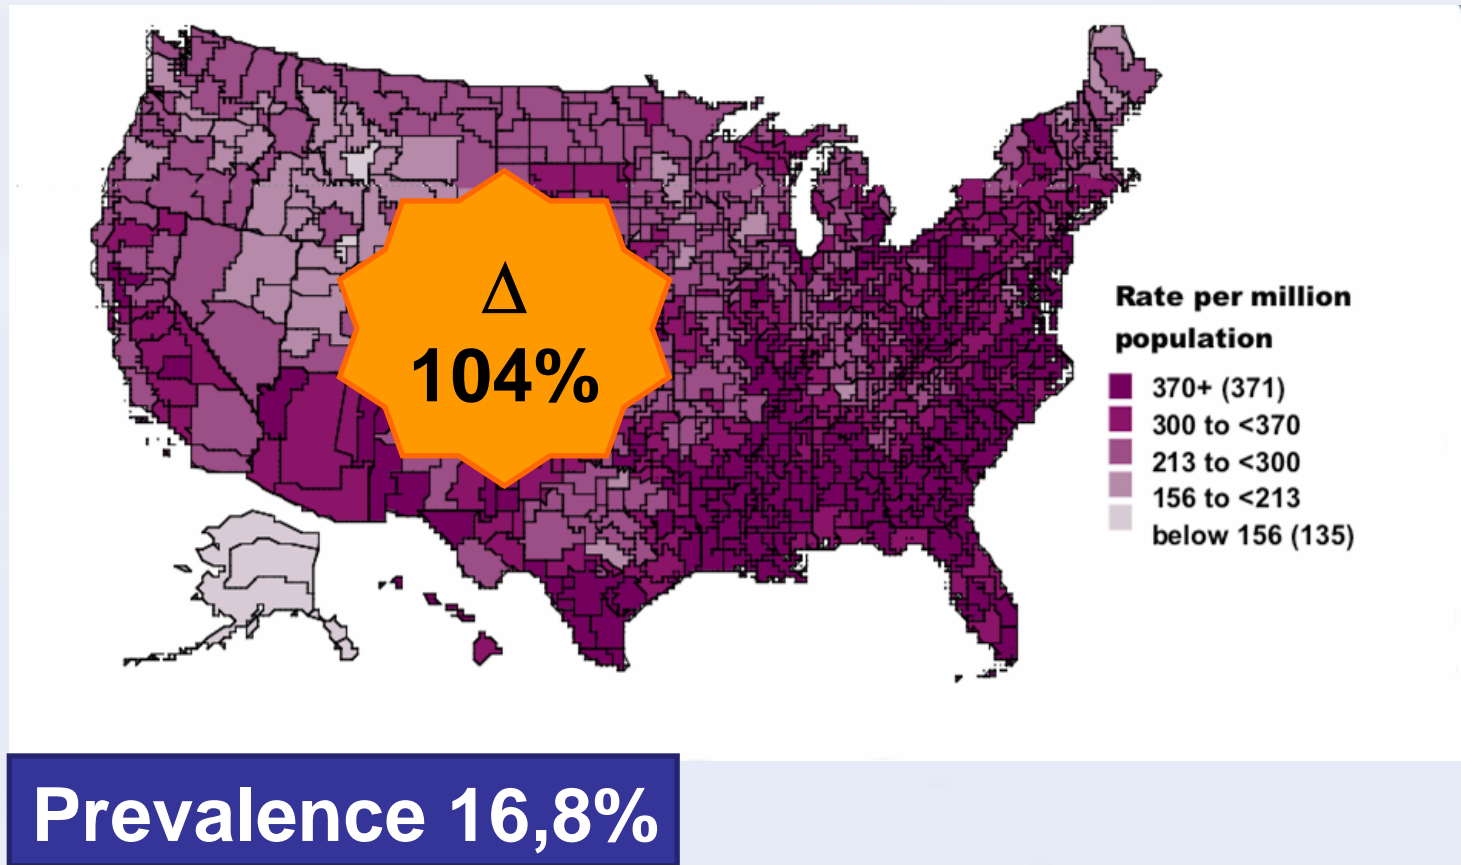 Δ
104%
Rate per million
population
370+ (371)
300 to <370
213 to <300
156 to <213
below 156 (135)
Prevalence 16,8%